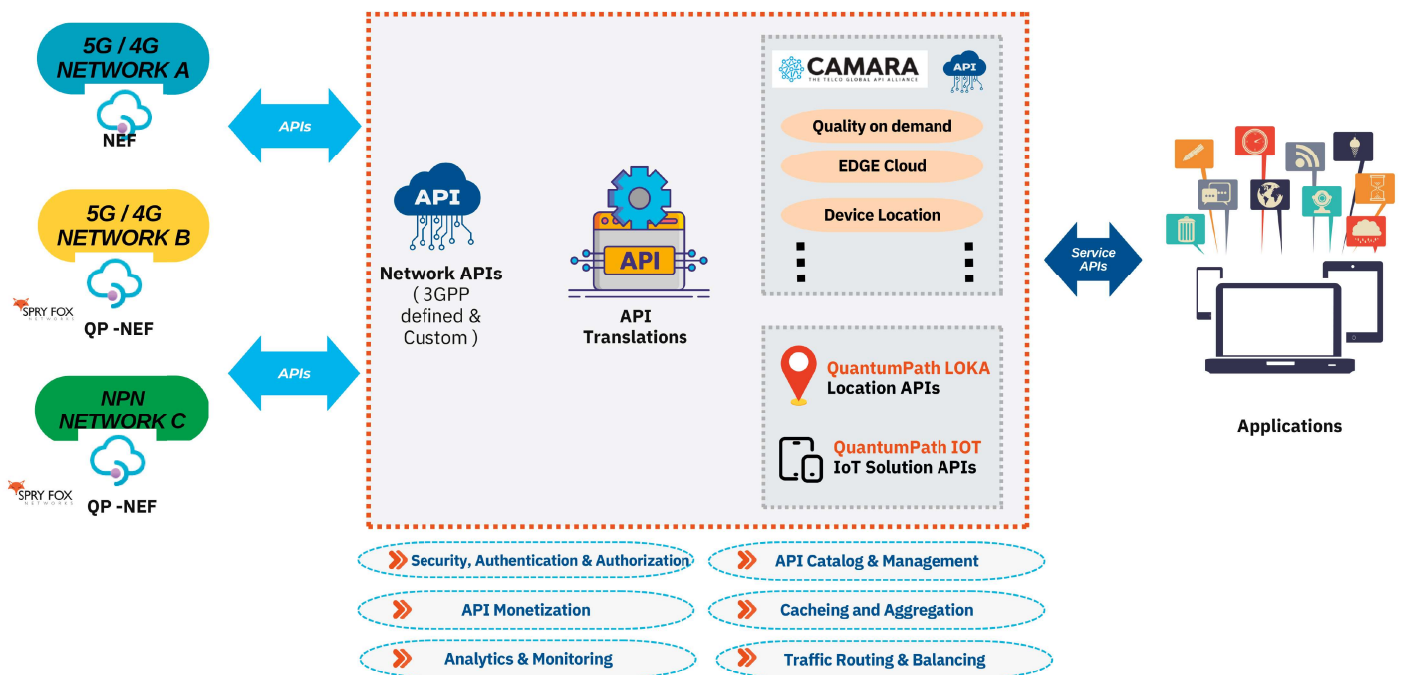 5G / 4G
NETWORK A
NEF
5G / 4G
NETWORK B
SPRY FOX
NETWORKS
QP -NEF
NPN
NETWORK C
SPRY FOX
NETWORKS
QP -NEF
APIs
APIs
API
Network APIs
( 3GPP
defined &
Custom )
API
API
Translations
CAMARA
THE TELCO GLOBAL API ALLIANCE
API
Quality on demand
EDGE Cloud
Device Location
QuantumPath LOKA
Location APIs
QuantumPath IOT
IoT Solution APIs
Service
APIs
Applications
Security, Authentication & Authorization
API Catalog & Management
API Monetization
Cacheing and Aggregation
Analytics & Monitoring
Traffic Routing & Balancing